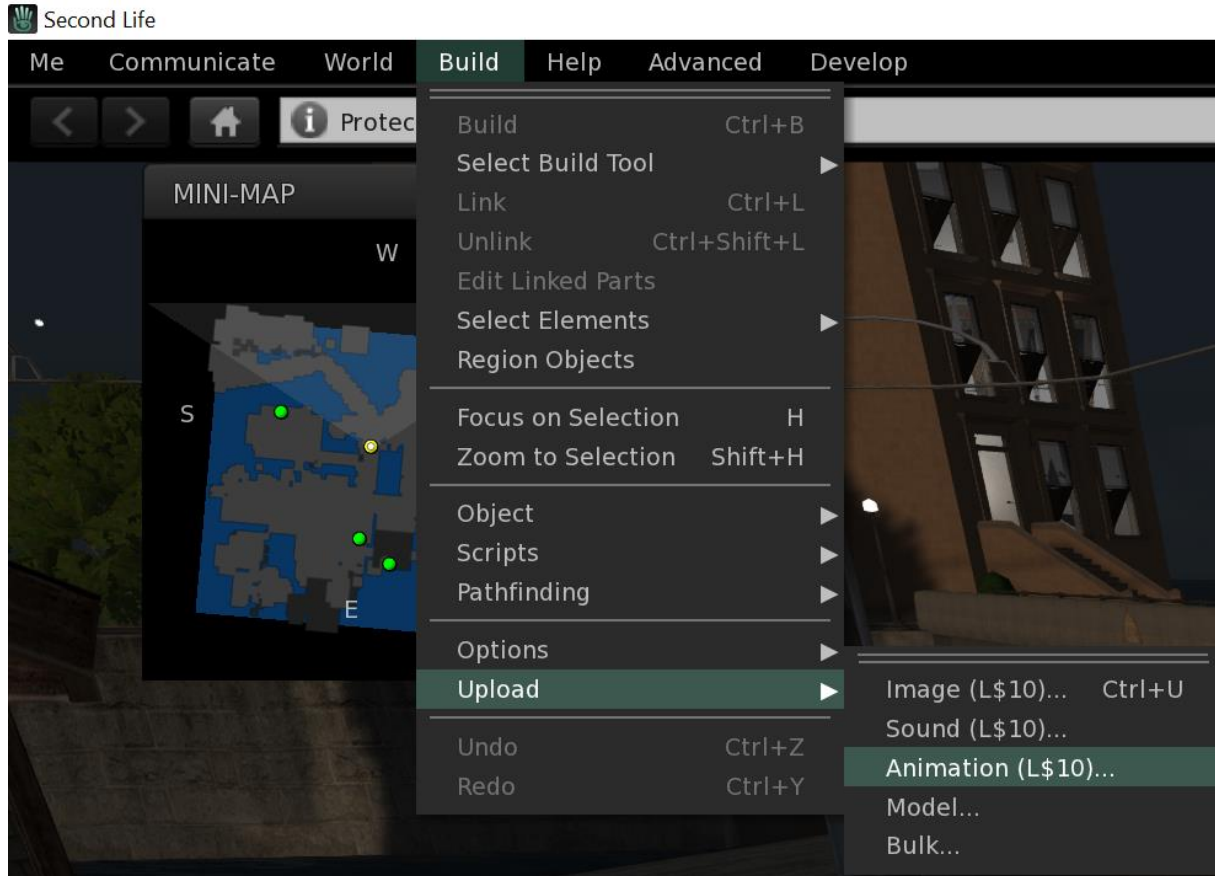 Second Life
Me Communicate World Build Help Advanced Develop
Protec
Build Ctrl+B
Select Build Tool
MINI-MAP
Link Ctrl+L
Unlink Ctrl+Shift+L
W
Edit Linked Parts
Select Elements
Region Objects
S
Focus on Selection H
Zoom to Selection Shift+H
Object
Scripts
Pathfinding
E
Options
Upload
Image (L$10)... Ctrl+U
Sound (L$10)...
Undo Ctrl+Z
Animation (L$10)...
Redo Ctrl+Y
Model...
Bulk...